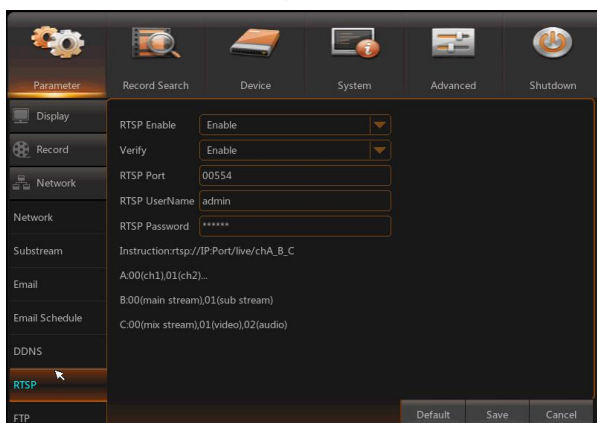 Parameter Record Search Device System Advanced Shutdown
Display
Record
Network
Network
Substream
Email
Email Schedule
DDNS
RTSP
FTP
RTSP Enable Enable
Verify Enable
RTSP Port 00554
RTSP UserName admin
RTSP Password ******
Instruction:rtsp://IP:Port/live/chA_B_C
A:00(ch1),01(ch2)...
B:00(main stream),01(sub stream)
C:00(mix stream),01(video),02(audio)
Default Save Cancel